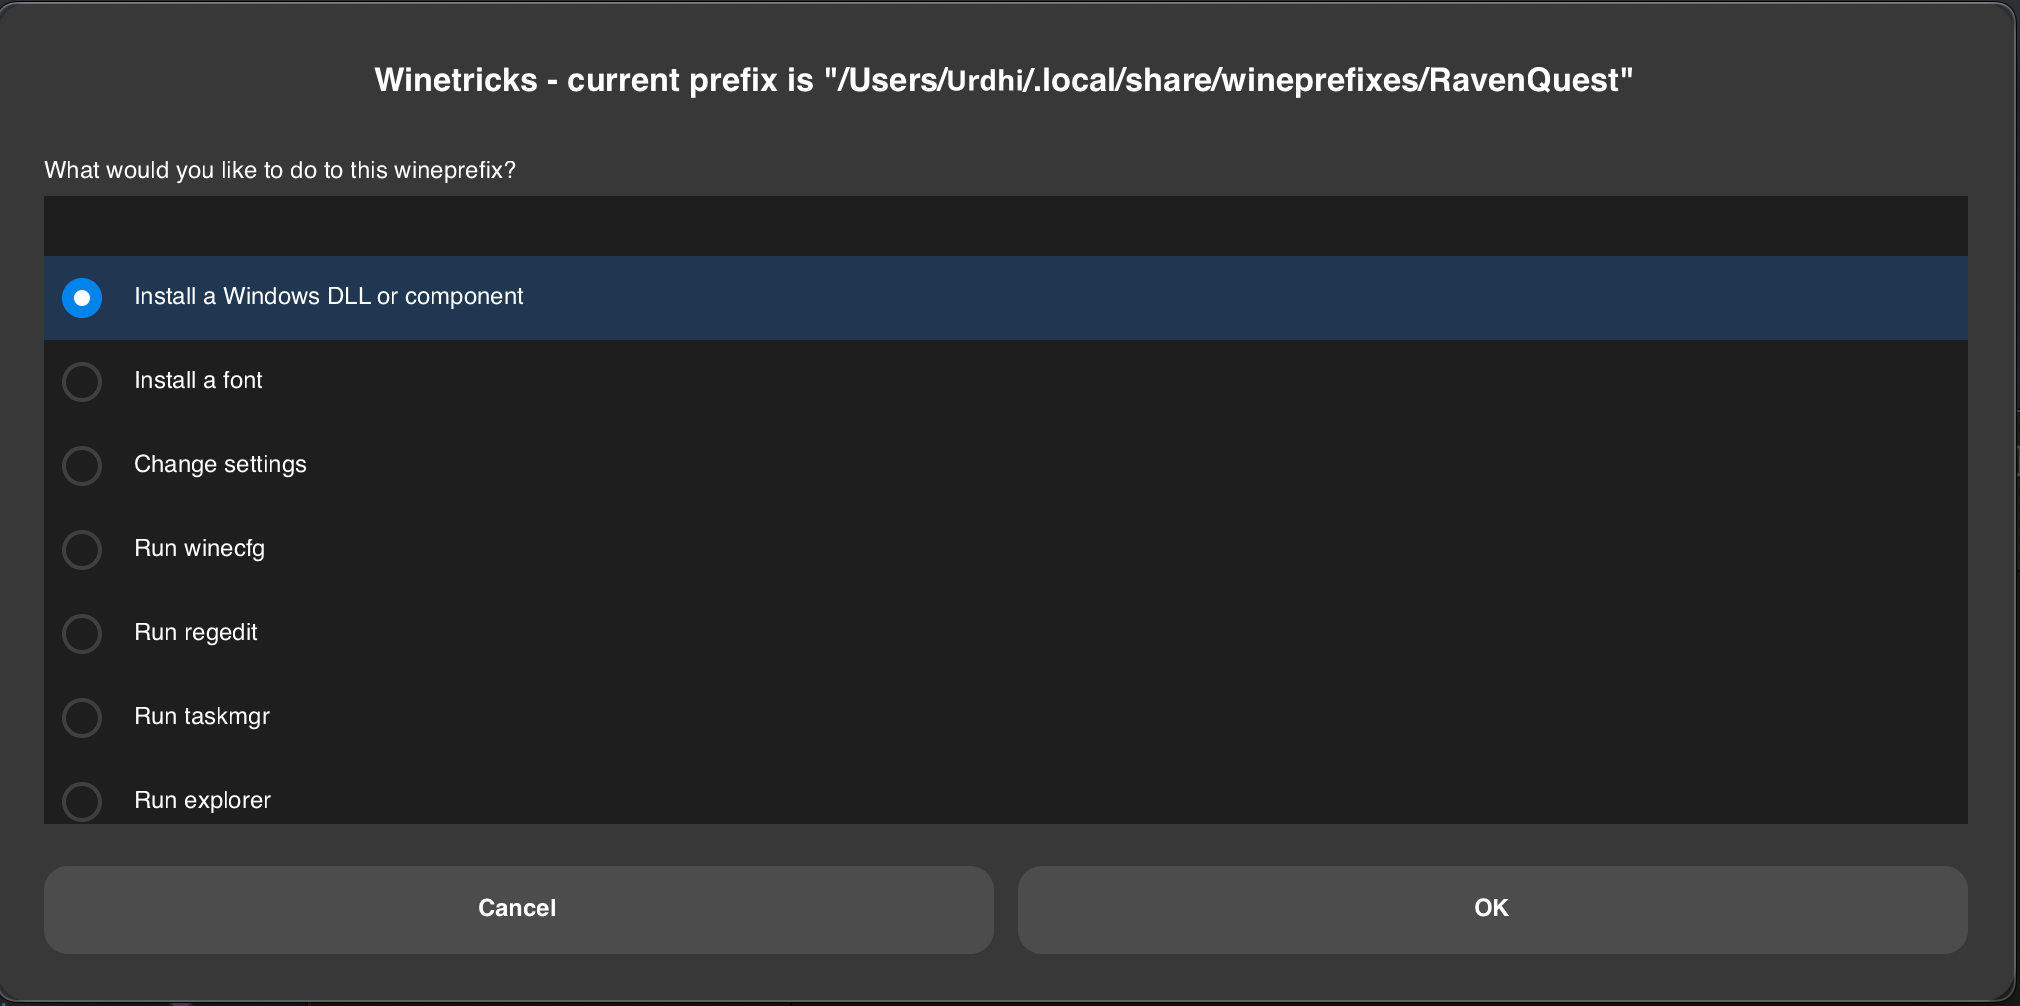 Winetricks - current prefix is "/Users/Urdhi/.local/share/wineprefixes/RavenQuest"
What would you like to do to this wineprefix?
Install a Windows DLL or component
Install a font
Change settings
Run winecfg
Run regedit
Run taskmgr
Run explorer
Cancel
OK